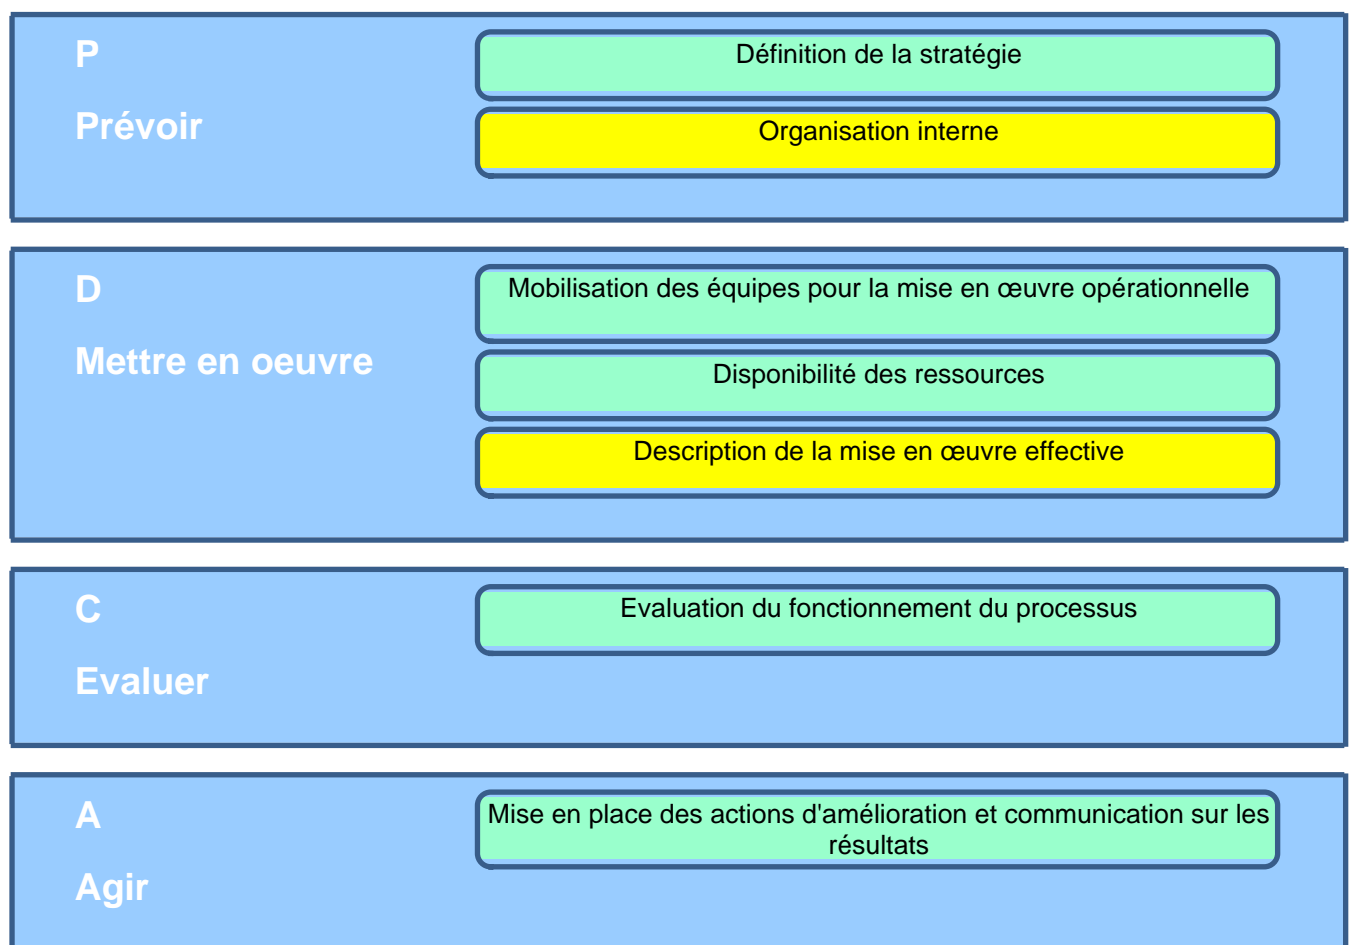 P
Prévoir
Définition de la stratégie
Organisation interne
D
Mettre en oeuvre
Mobilisation des équipes pour la mise en œuvre opérationnelle
Disponibilité des ressources
Description de la mise en œuvre effective
C
Evaluer
Evaluation du fonctionnement du processus
A
Agir
Mise en place des actions d'amélioration et communication sur les
résultats